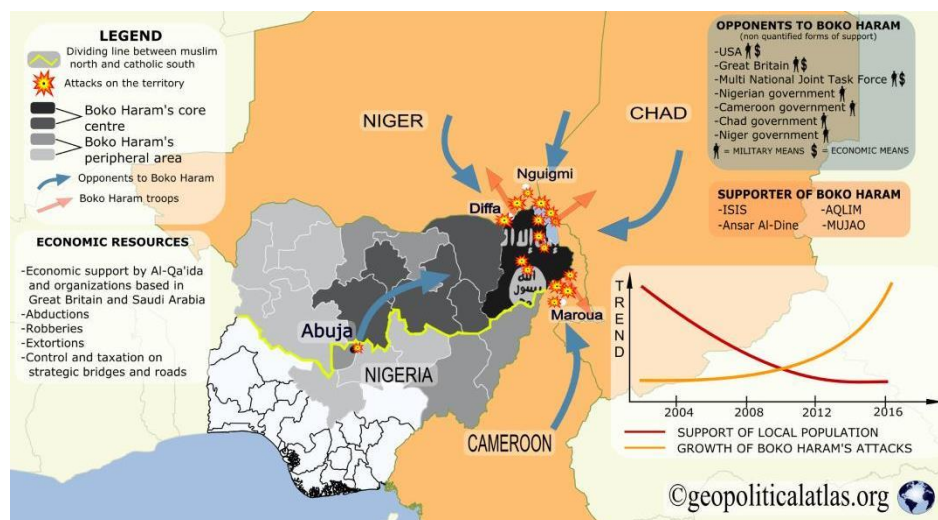 LEGEND
Dividing line between muslim
north and catholic south
Attacks on the territory
Boko Haram's core
centre
Boko Haram's
peripheral area
Opponents to Boko Haram
Boko Haram troops
ECONOMIC RESOURCES
-Economic support by Al-Qa'ida
and organizations based in
Great Britain and Saudi Arabia
-Abductions
-Robberies
-Extortions
-Control and taxation on
strategic bridges and roads
NIGER
CHAD
Nguigmi
Diffa
الله
رسول
Maroua
Abuja
NIGERIA
CAMEROON
OPPONENTS TO BOKO HARAM
(non quantified forms of support)
-USA $
-Great Britain $
-Multi National Joint Task Force $
-Nigerian government
-Cameroon government
-Chad government
-Niger government
= MILITARY MEANS $ = ECONOMIC MEANS
SUPPORTER OF BOKO HARAM
-ISIS -AQLIM
-Ansar Al-Dine -MUJAO
TREND
2004 2008 2012 2016
SUPPORT OF LOCAL POPULATION
GROWTH OF BOKO HARAM'S ATTACKS
©geopoliticalatlas.org